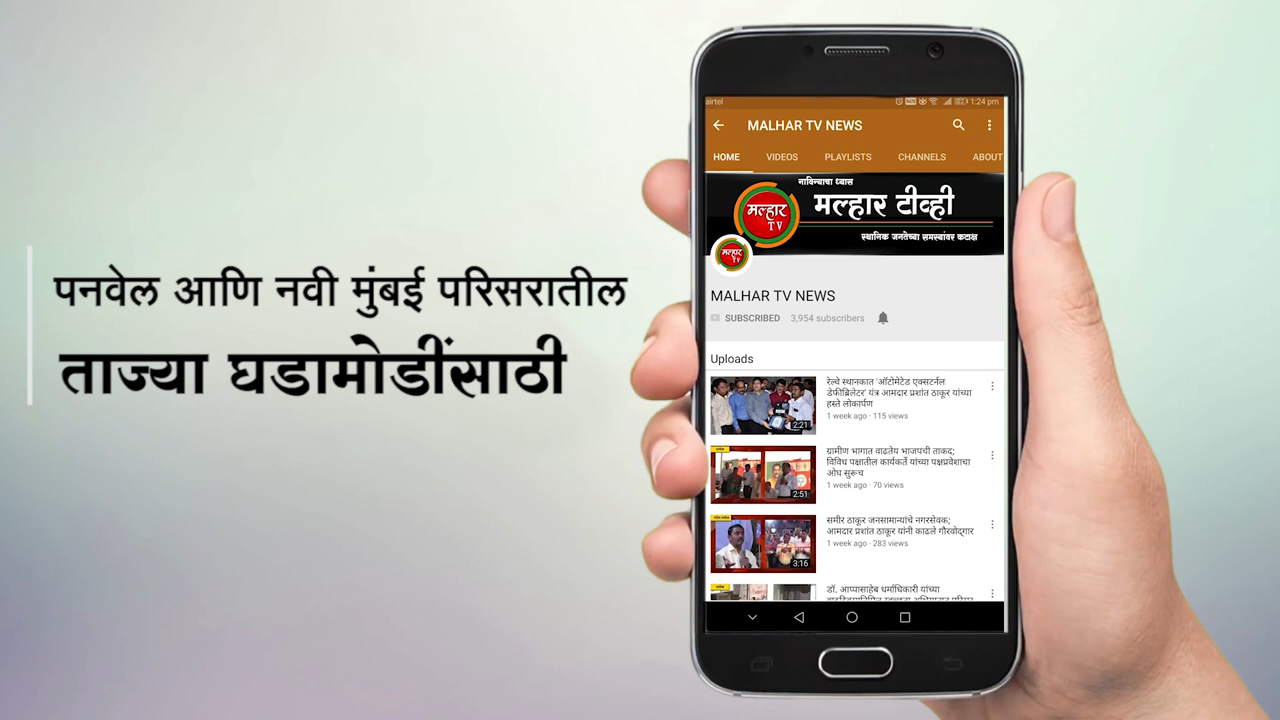 पनवेल आणि नवी मुंबई परिसरातील
ताज्या घडामोडींसाठी
airtel
1:24 pm
MALHAR TV NEWS
HOME VIDEOS PLAYLISTS CHANNELS ABOUT
नाविन्याचा ध्यास
मल्हार टीव्ही
मल्हार
TV
स्थानिक जनतेच्या समस्यांवर कटाक्ष
मल्हार
TV
MALHAR TV NEWS
SUBSCRIBED 3,954 subscribers
Uploads
रेल्वे स्थानकात 'ऑटोमेटेड एक्सटर्नल
डेफीब्रिलेटर' यंत्र आमदार प्रशांत ठाकूर यांच्या
हस्ते लोकार्पण
1 week ago · 115 views
2:21
ग्रामीण भागात वाढतेय भाजपची ताकद;
विविध पक्षातील कार्यकर्ते यांच्या पक्षप्रवेशाचा
ओघ सुरूच
1 week ago · 70 views
2:51
समीर ठाकूर जनसामान्यांचे नगरसेवक;
आमदार प्रशांत ठाकूर यांनी काढले गौरवोद्गार
1 week ago · 283 views
3:16
डॉ. आप्पासाहेब धर्माधिकारी यांच्या